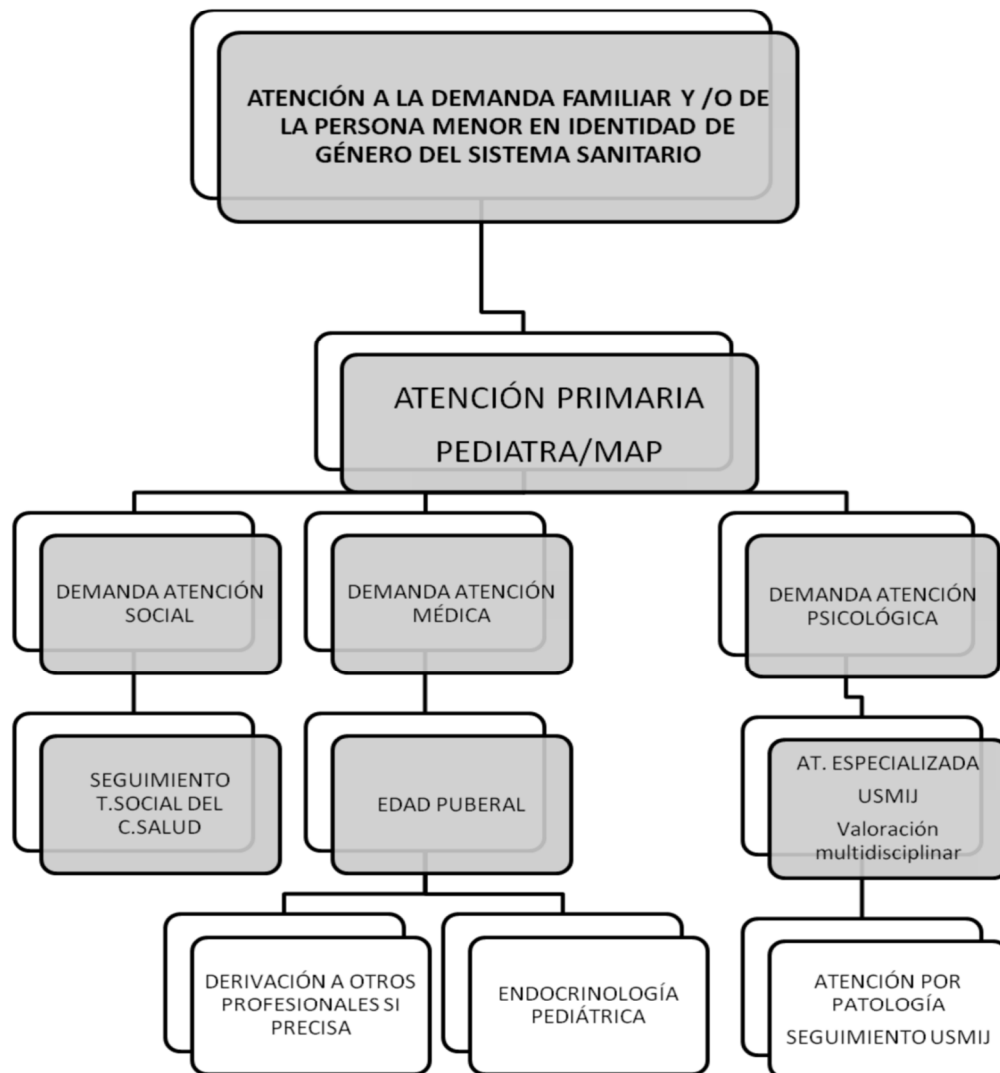 ATENCIÓN A LA DEMANDA FAMILIAR Y /O DE
LA PERSONA MENOR EN IDENTIDAD DE
GÉNERO DEL SISTEMA SANITARIO
ATENCIÓN PRIMARIA
PEDIATRA/MAP
DEMANDA ATENCIÓN
SOCIAL
DEMANDA ATENCIÓN
MÉDICA
DEMANDA ATENCIÓN
PSICOLÓGICA
SEGUIMIENTO
T.SOCIAL DEL
C.SALUD
EDAD PUBERAL
AT. ESPECIALIZADA
USMIJ
Valoración
multidisciplinar
DERIVACIÓN A OTROS
PROFESIONALES SI
PRECISA
ENDOCRINOLOGÍA
PEDIÁTRICA
ATENCIÓN POR
PATOLOGÍA
SEGUIMIENTO USMIJ